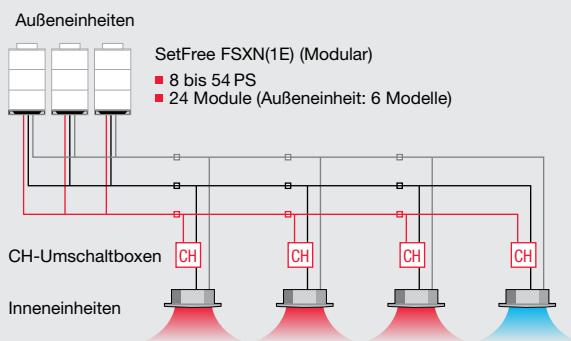 Außeneinheiten
SetFree FSXN(1E) (Modular)
8 bis 54 PS
24 Module (Außeneinheit: 6 Modelle)
CH-Umschaltboxen
CH
CH
CH
CH
Inneneinheiten